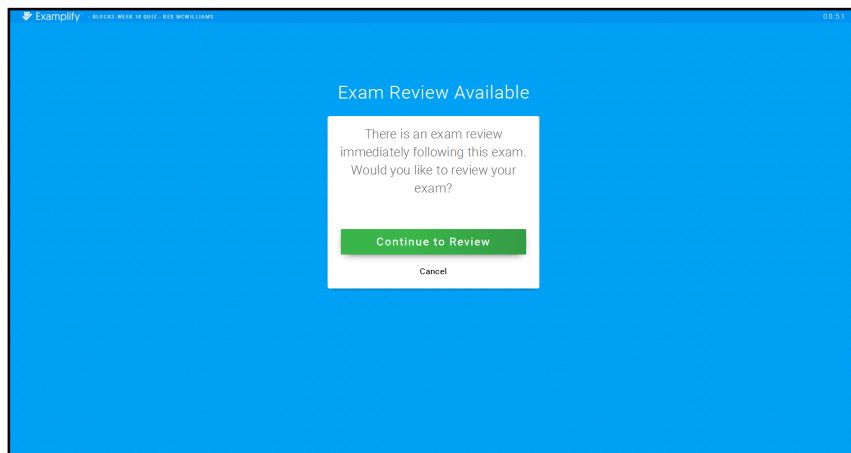 Examplify - BLOCK3-WEEK 10 QUIZ - REX MCWILLIAMS 08:51
Exam Review Available
There is an exam review
immediately following this exam.
Would you like to review your
exam?
Continue to Review
Cancel